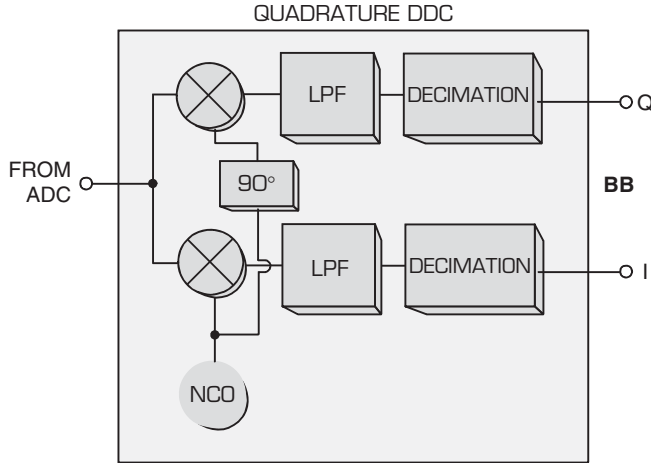 QUADRATURE DDC
LPF
DECIMATION
Q
FROM
ADC
90°
BB
LPF
DECIMATION
I
NCO